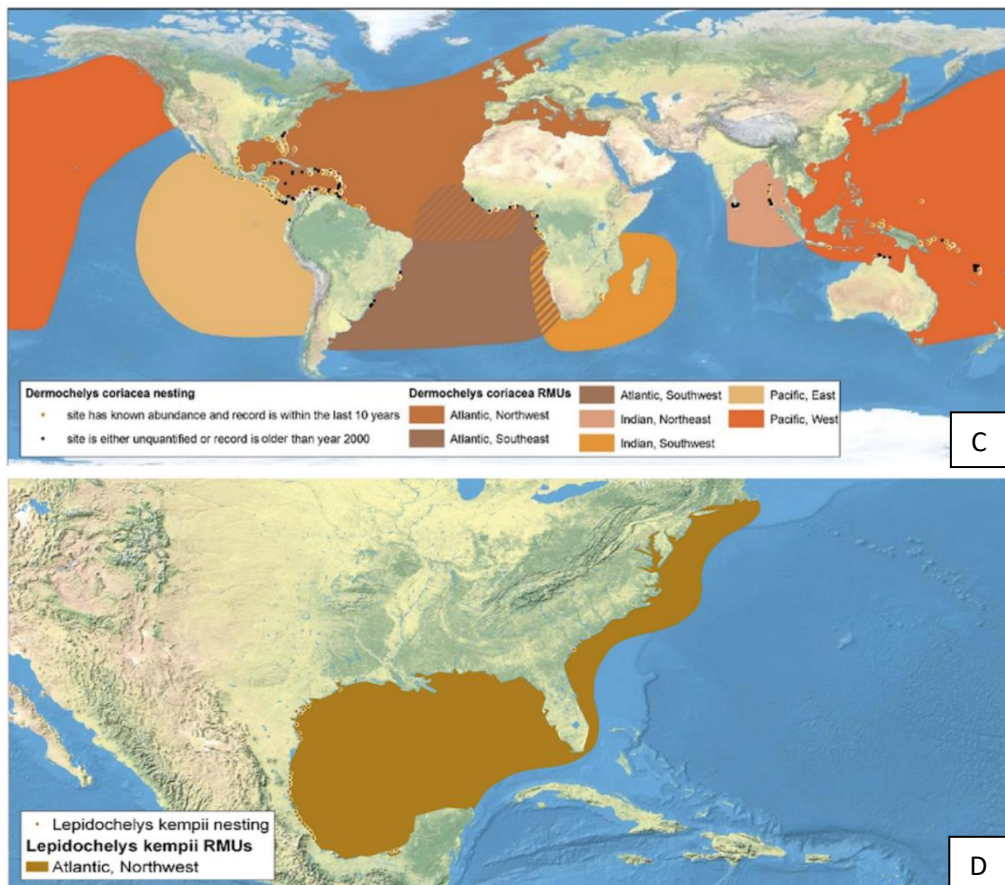 Dermochelys coriacea nesting
site has known abundance and record is within the last 10 years
site is either unquantified or record is older than year 2000
Dermochelys coriacea RMUs
Atlantic, Northwest
Atlantic, Southeast
Atlantic, Southwest
Indian, Northeast
Indian, Southwest
Pacific, East
Pacific, West
C
Lepidochelys kempii nesting
Lepidochelys kempii RMUs
Atlantic, Northwest
D